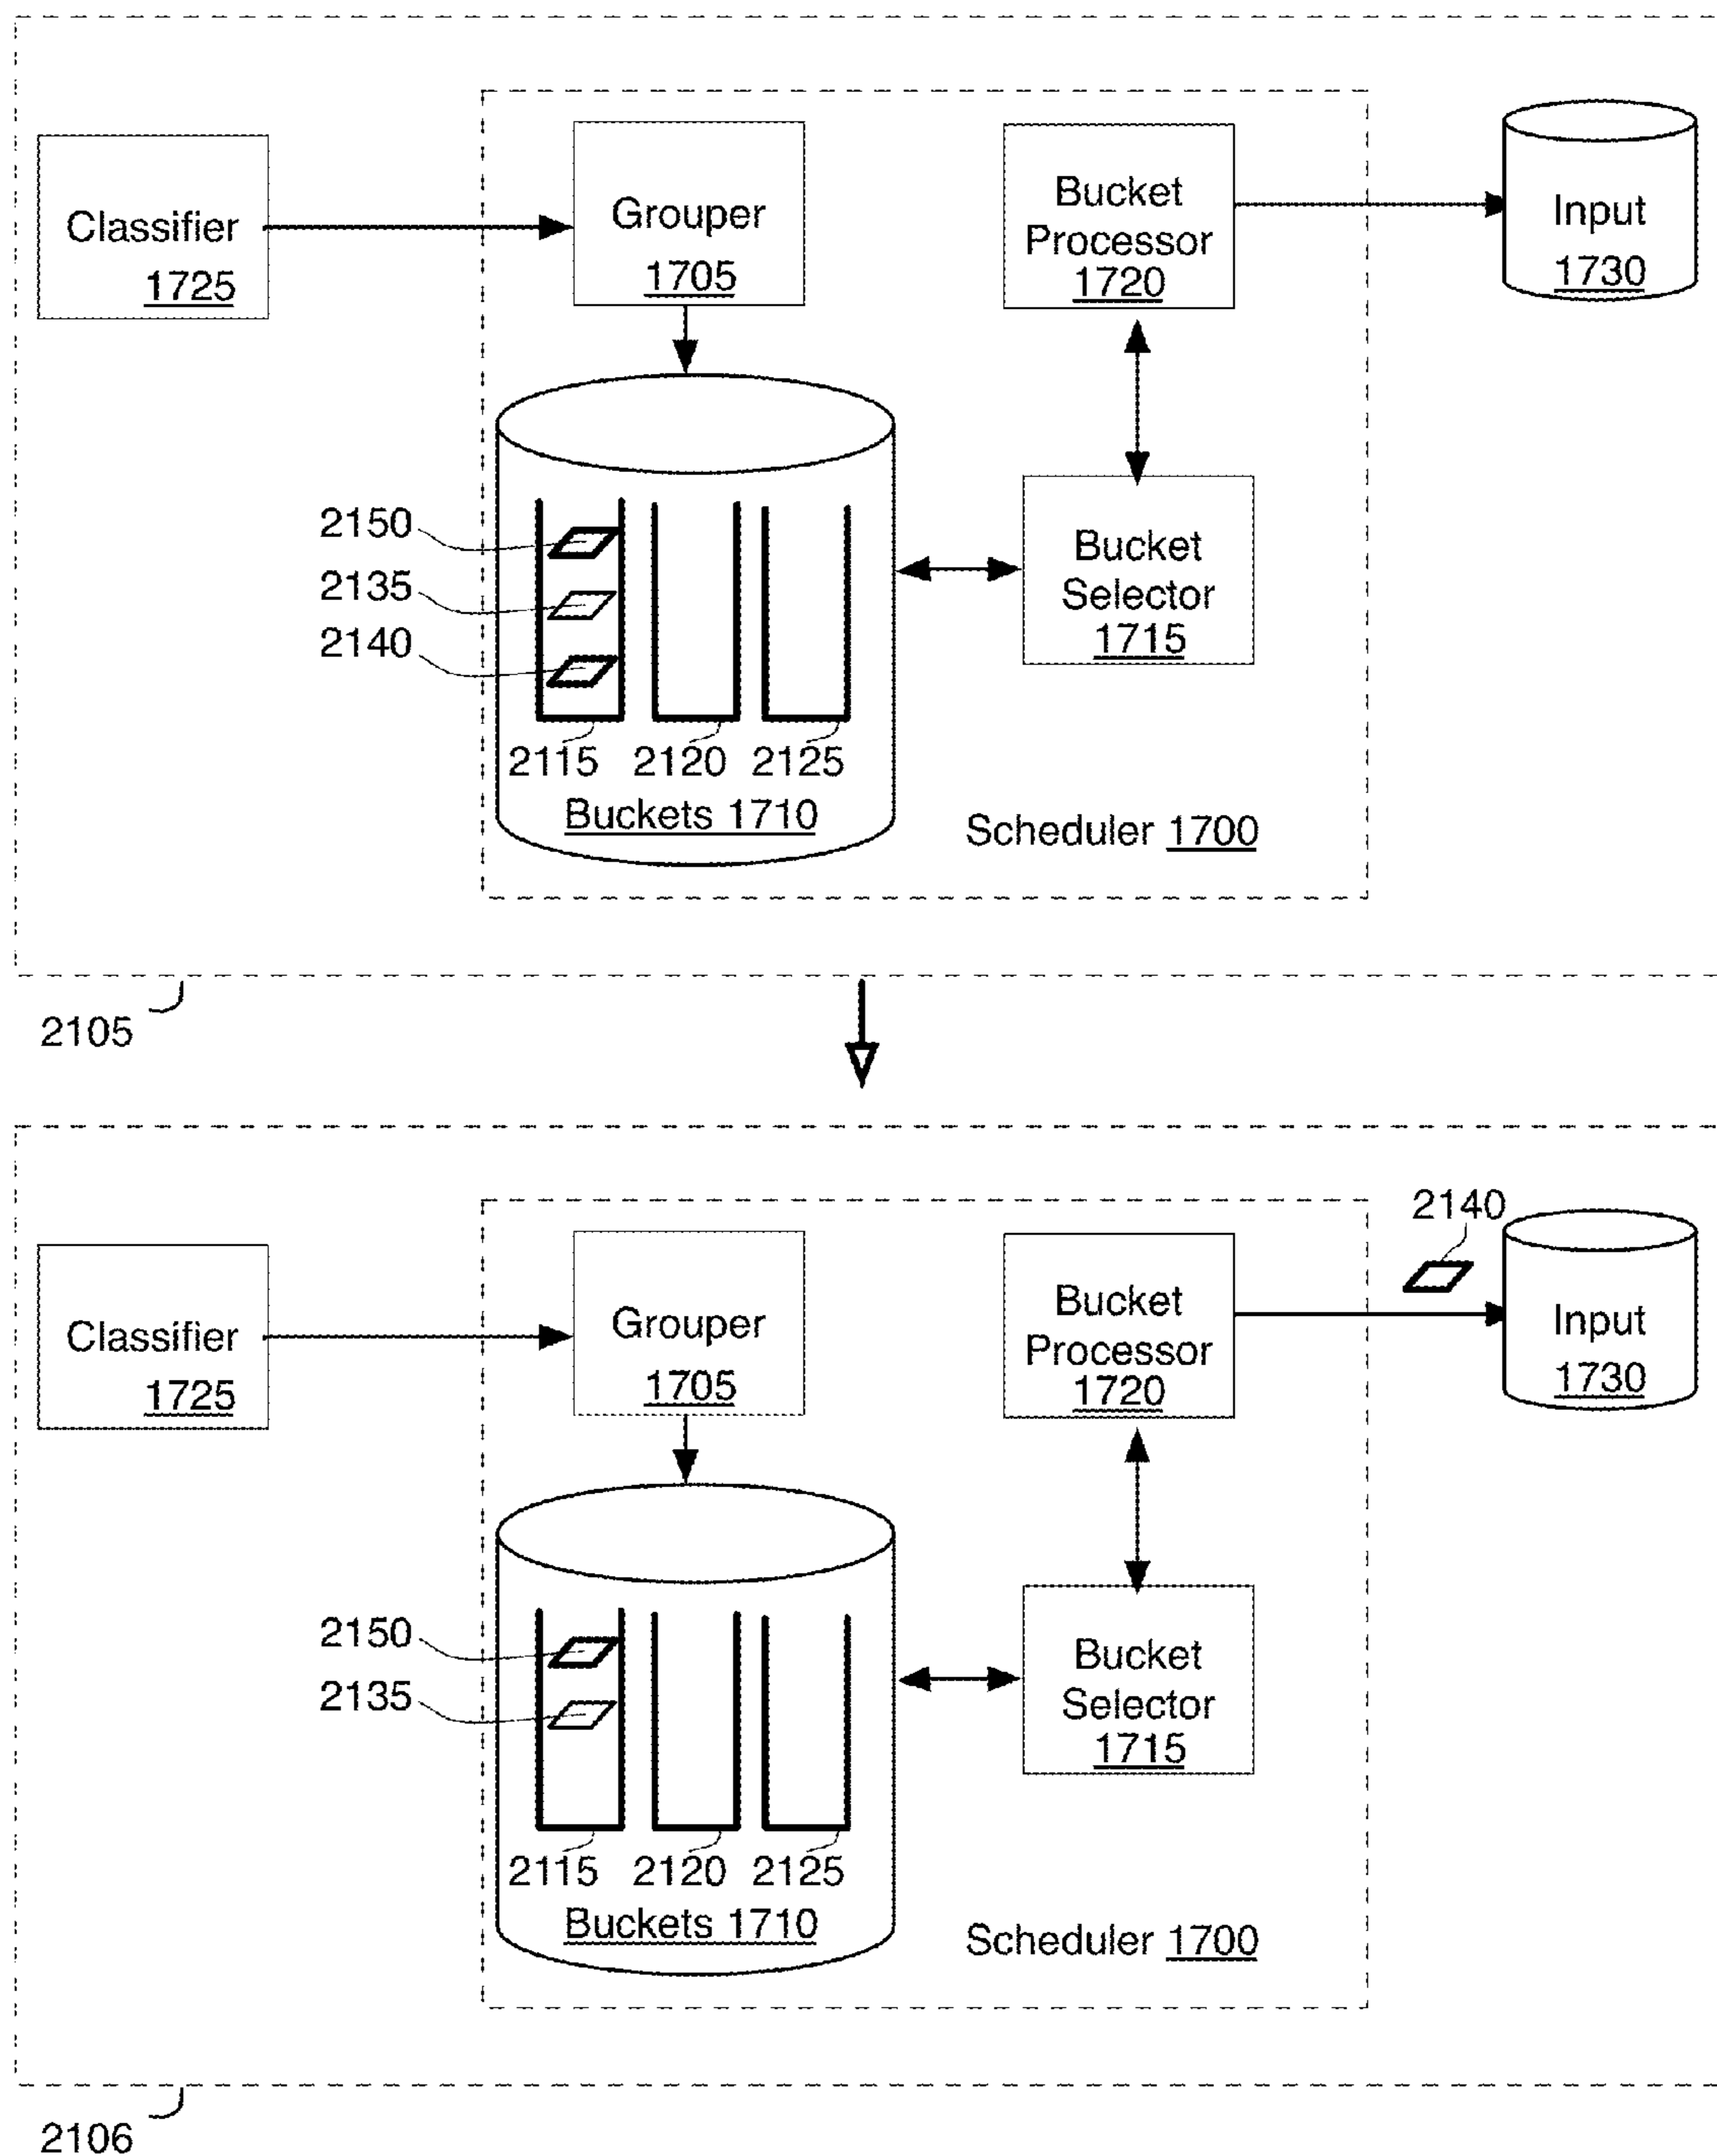 Classifier
1725
Grouper
1705
Bucket
Processor
1720
Input
1730
2150
2135
2140
Bucket
Selector
1715
2115 2120 2125
Buckets 1710
Scheduler 1700
2105
2140
Classifier
1725
Grouper
1705
Bucket
Processor
1720
Input
1730
2150
2135
Bucket
Selector
1715
2115 2120 2125
Buckets 1710
Scheduler 1700
2106